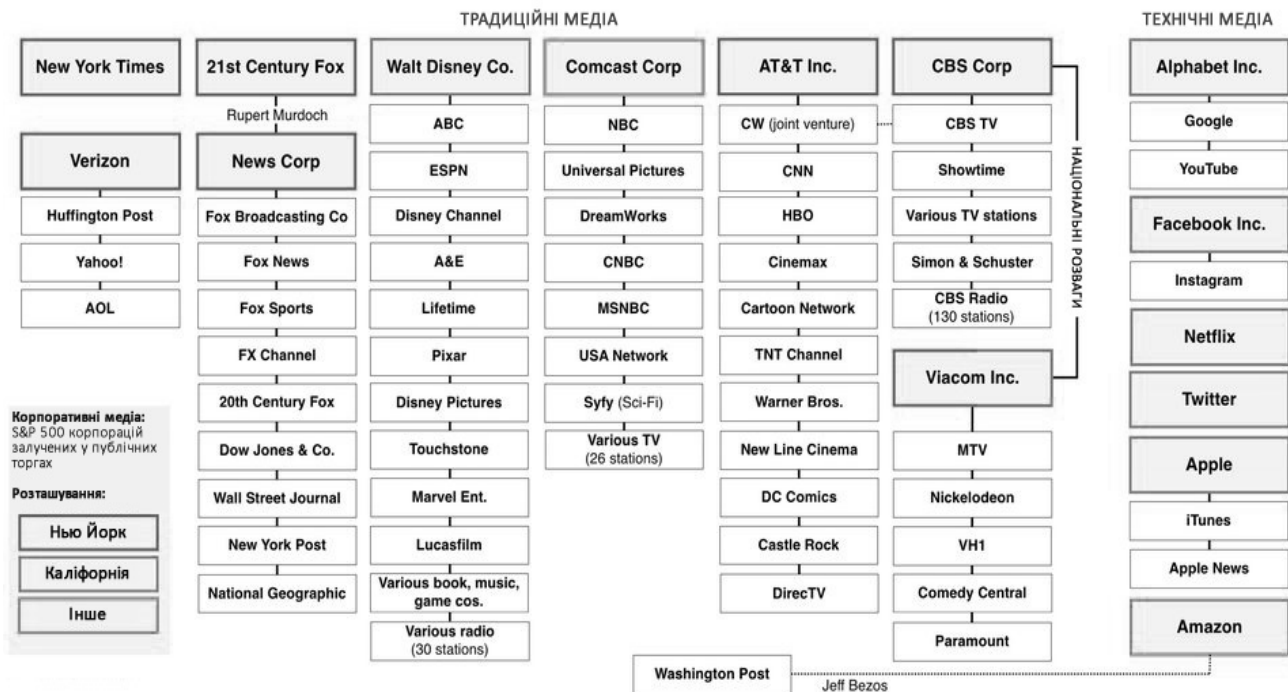 ТРАДИЦІЙНІ МЕДІА
ТЕХНІЧНІ МЕДІА
New York Times
Verizon
Huffington Post
Yahoo!
AOL
21st Century Fox
Rupert Murdoch
News Corp
Fox Broadcasting Co
Fox News
Fox Sports
FX Channel
20th Century Fox
Dow Jones & Co.
Wall Street Journal
New York Post
National Geographic
Walt Disney Co.
ABC
ESPN
Disney Channel
A&E
Lifetime
Pixar
Disney Pictures
Touchstone
Marvel Ent.
Lucasfilm
Various book, music,
game cos.
Various radio
(30 stations)
Comcast Corp
NBC
Universal Pictures
DreamWorks
CNBC
MSNBC
USA Network
Syfy (Sci-Fi)
Various TV
(26 stations)
AT&T Inc.
CW (joint venture)
CNN
HBO
Cinemax
Cartoon Network
TNT Channel
Warner Bros.
New Line Cinema
DC Comics
Castle Rock
DirecTV
CBS Corp
CBS TV
Showtime
Various TV stations
Simon & Schuster
CBS Radio
(130 stations)
Viacom Inc.
MTV
Nickelodeon
VH1
Comedy Central
Paramount
НАЦІОНАЛЬНІ РОЗВАГИ
Alphabet Inc.
Google
YouTube
Facebook Inc.
Instagram
Netflix
Twitter
Apple
iTunes
Apple News
Amazon
Washington Post
Jeff Bezos
Корпоративні медіа:
S&P 500 корпорацій
залучених у публічних
торгах
Розташування:
Нью Йорк
Каліфорнія
Інше